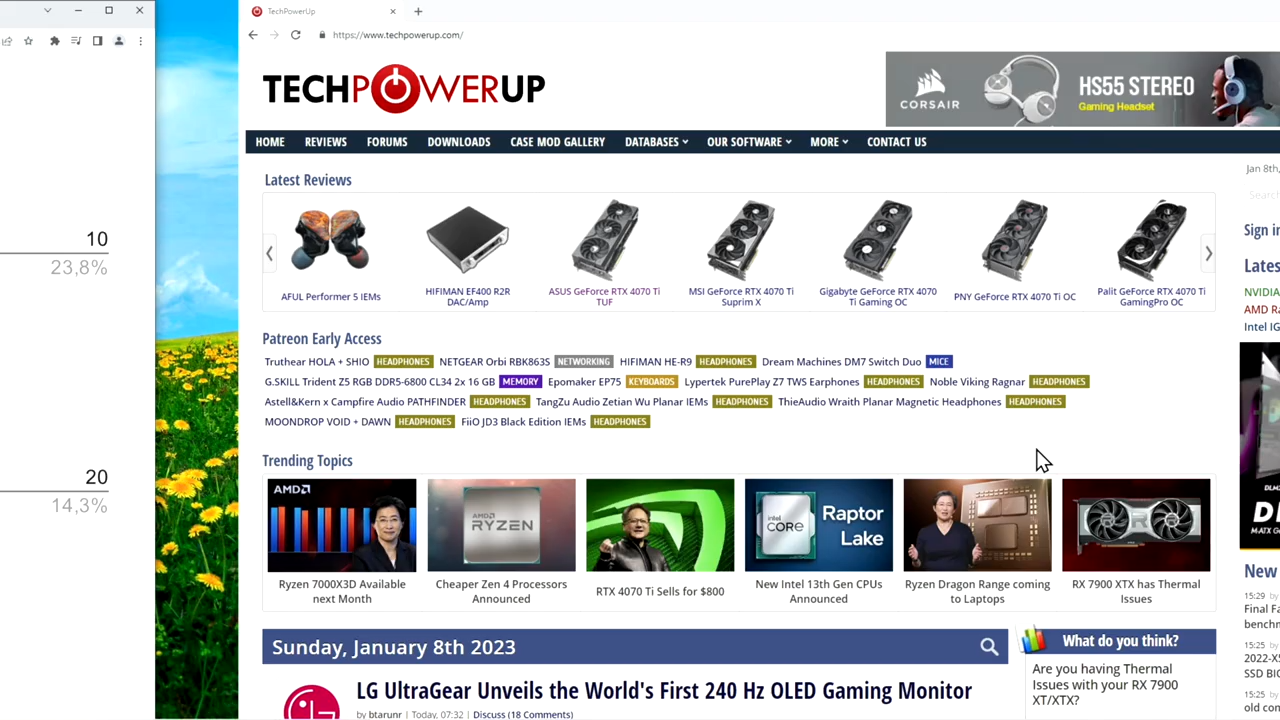 10
23,8%
20
14,3%
TechPowerUp
https://www.techpowerup.com/
TECHPOWERUP
CORSAIR
HS55 STEREO
Gaming Headset
HOME REVIEWS FORUMS DOWNLOADS CASE MOD GALLERY DATABASES OUR SOFTWARE MORE CONTACT US
Jan 8th,
Search
Latest Reviews
AFUL Performer 5 IEMs
HIFIMAN EF400 R2R
DAC/Amp
ASUS GeForce RTX 4070 Ti
TUF
MSI GeForce RTX 4070 Ti
Suprim X
Gigabyte GeForce RTX 4070
Ti Gaming OC
PNY GeForce RTX 4070 Ti OC
Palit GeForce RTX 4070 Ti
GamingPro OC
Sign in
Lates
NVIDIA
AMD Ra
Intel IG
Patreon Early Access
Truthear HOLA + SHIO HEADPHONES NETGEAR Orbi RBK863S NETWORKING HIFIMAN HE-R9 HEADPHONES Dream Machines DM7 Switch Duo MICE
G.SKILL Trident Z5 RGB DDR5-6800 CL34 2x 16 GB MEMORY Epomaker EP75 KEYBOARDS Lypertek PurePlay Z7 TWS Earphones HEADPHONES Noble Viking Ragnar HEADPHONES
Astell&Kern x Campfire Audio PATHFINDER HEADPHONES TangZu Audio Zetian Wu Planar IEMs HEADPHONES ThieAudio Wraith Planar Magnetic Headphones HEADPHONES
MOONDROP VOID + DAWN HEADPHONES FiiO JD3 Black Edition IEMs HEADPHONES
Trending Topics
AMD
Ryzen 7000X3D Available
next Month
AMD
RYZEN
Cheaper Zen 4 Processors
Announced
RTX 4070 Ti Sells for $800
intel
CORE
Raptor
Lake
New Intel 13th Gen CPUs
Announced
Ryzen Dragon Range coming
to Laptops
R
RX 7900 XTX has Thermal
Issues
DLM
D
M-ATX G
New
15:29 by
Final Fa
benchm
15:25 by
2022-X5
SSD BIO
15:25 by
old com
Sunday, January 8th 2023
What do you think?
Are you having Thermal
Issues with your RX 7900
XT/XTX?
LG UltraGear Unveils the World's First 240 Hz OLED Gaming Monitor
by btarunr | Today, 07:32 | Discuss (18 Comments)